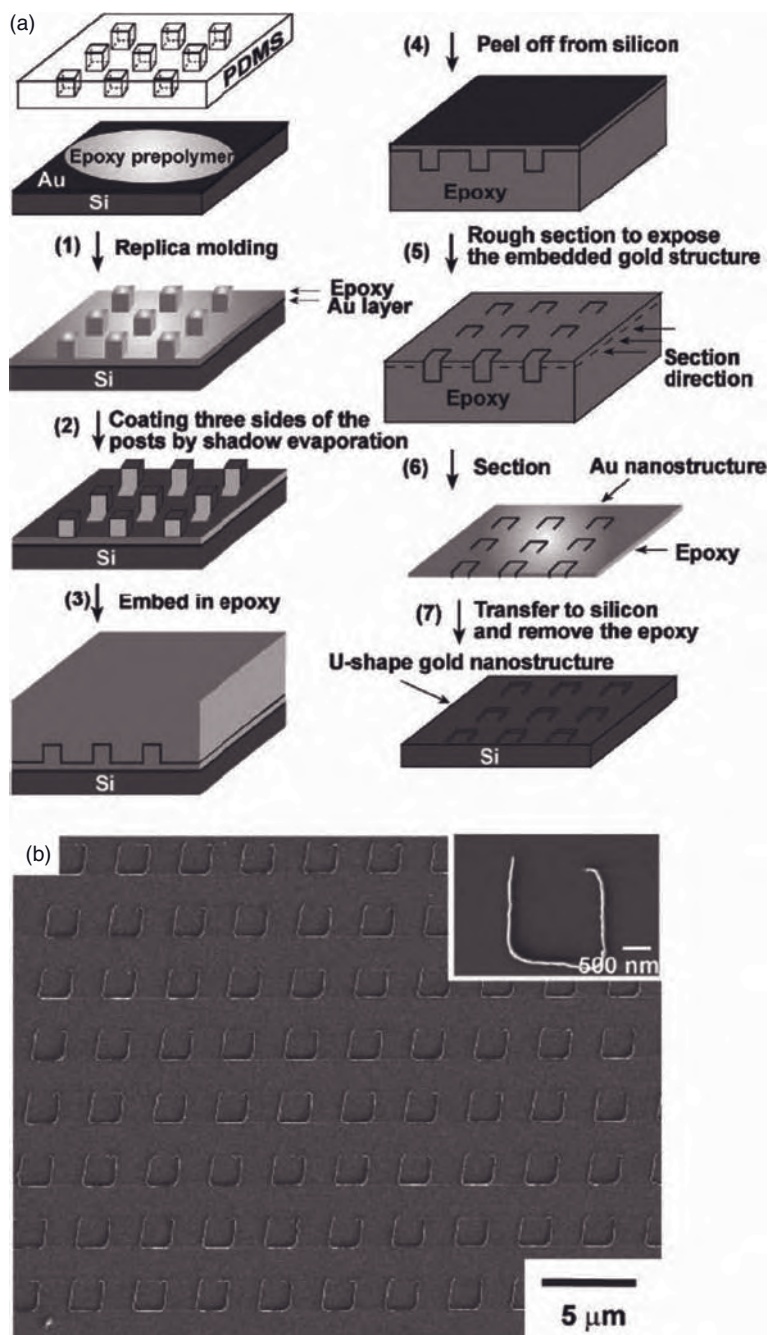 (a)
PDMS
Epoxy prepolymer
Au
Si
(1) Replica molding
Epoxy
Au layer
Si
(2) Coating three sides of the
posts by shadow evaporation
Si
(3) Embed in epoxy
Si
(4) Peel off from silicon
Epoxy
(5) Rough section to expose
the embedded gold structure
Section
direction
Epoxy
(6) Section
Au nanostructure
Epoxy
(7) Transfer to silicon
and remove the epoxy
U-shape gold nanostructure
Si
(b)
500 nm
5 μm